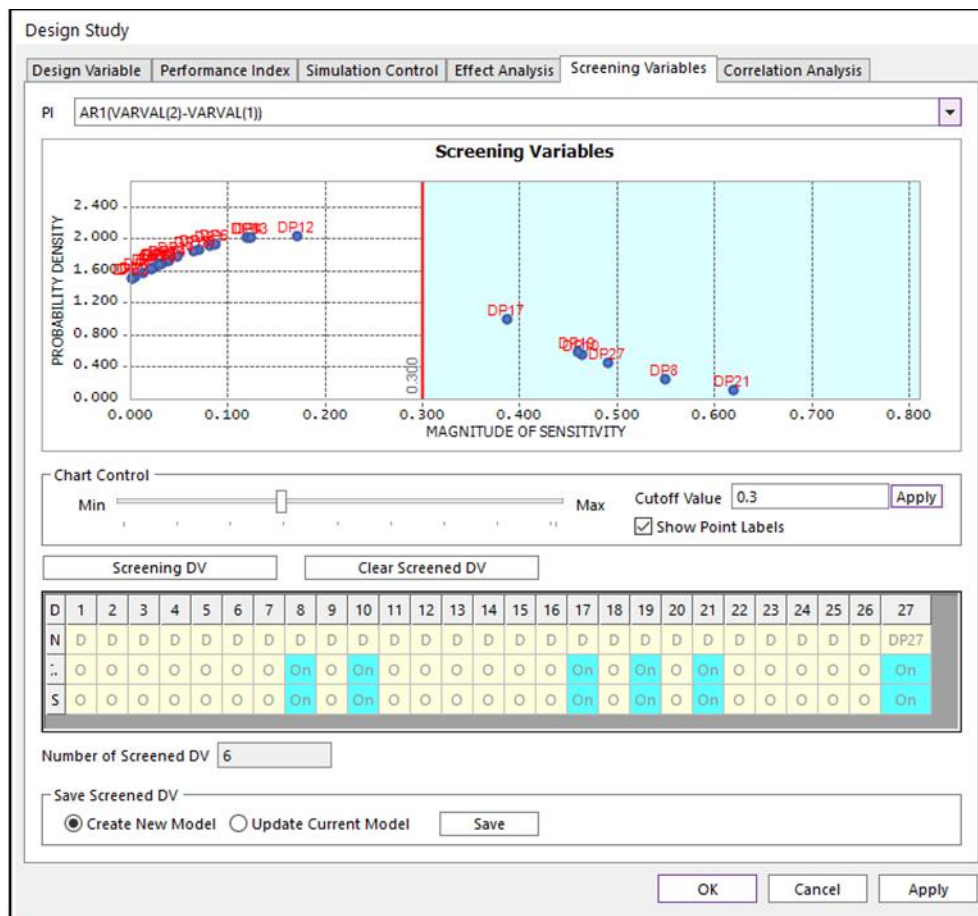 Design Study
Design Variable Performance Index Simulation Control Effect Analysis Screening Variables Correlation Analysis
PI AR1(VARVAL(2)-VARVAL(1))
Screening Variables
PROBABILITY DENSITY
2.400
2.000
1.600
1.200
0.800
0.400
0.000
DP12
DP17
DP27
DP8
DP21
0.300
0.000 0.100 0.200 0.300 0.400 0.500 0.600 0.700 0.800
MAGNITUDE OF SENSITIVITY
Chart Control
Min Max Cutoff Value 0.3 Apply
Show Point Labels
Screening DV Clear Screened DV
D 1 2 3 4 5 6 7 8 9 10 11 12 13 14 15 16 17 18 19 20 21 22 23 24 25 26 27
N D D D D D D D D D D D D D D D D D D D D D D D D D D DP27
O O O O O O O On O On O O O O O O On O On O On O O O O O On
S O O O O O O O On O On O O O O O O On O On O On O O O O O On
Number of Screened DV 6
Save Screened DV
Create New Model Update Current Model Save
OK Cancel Apply